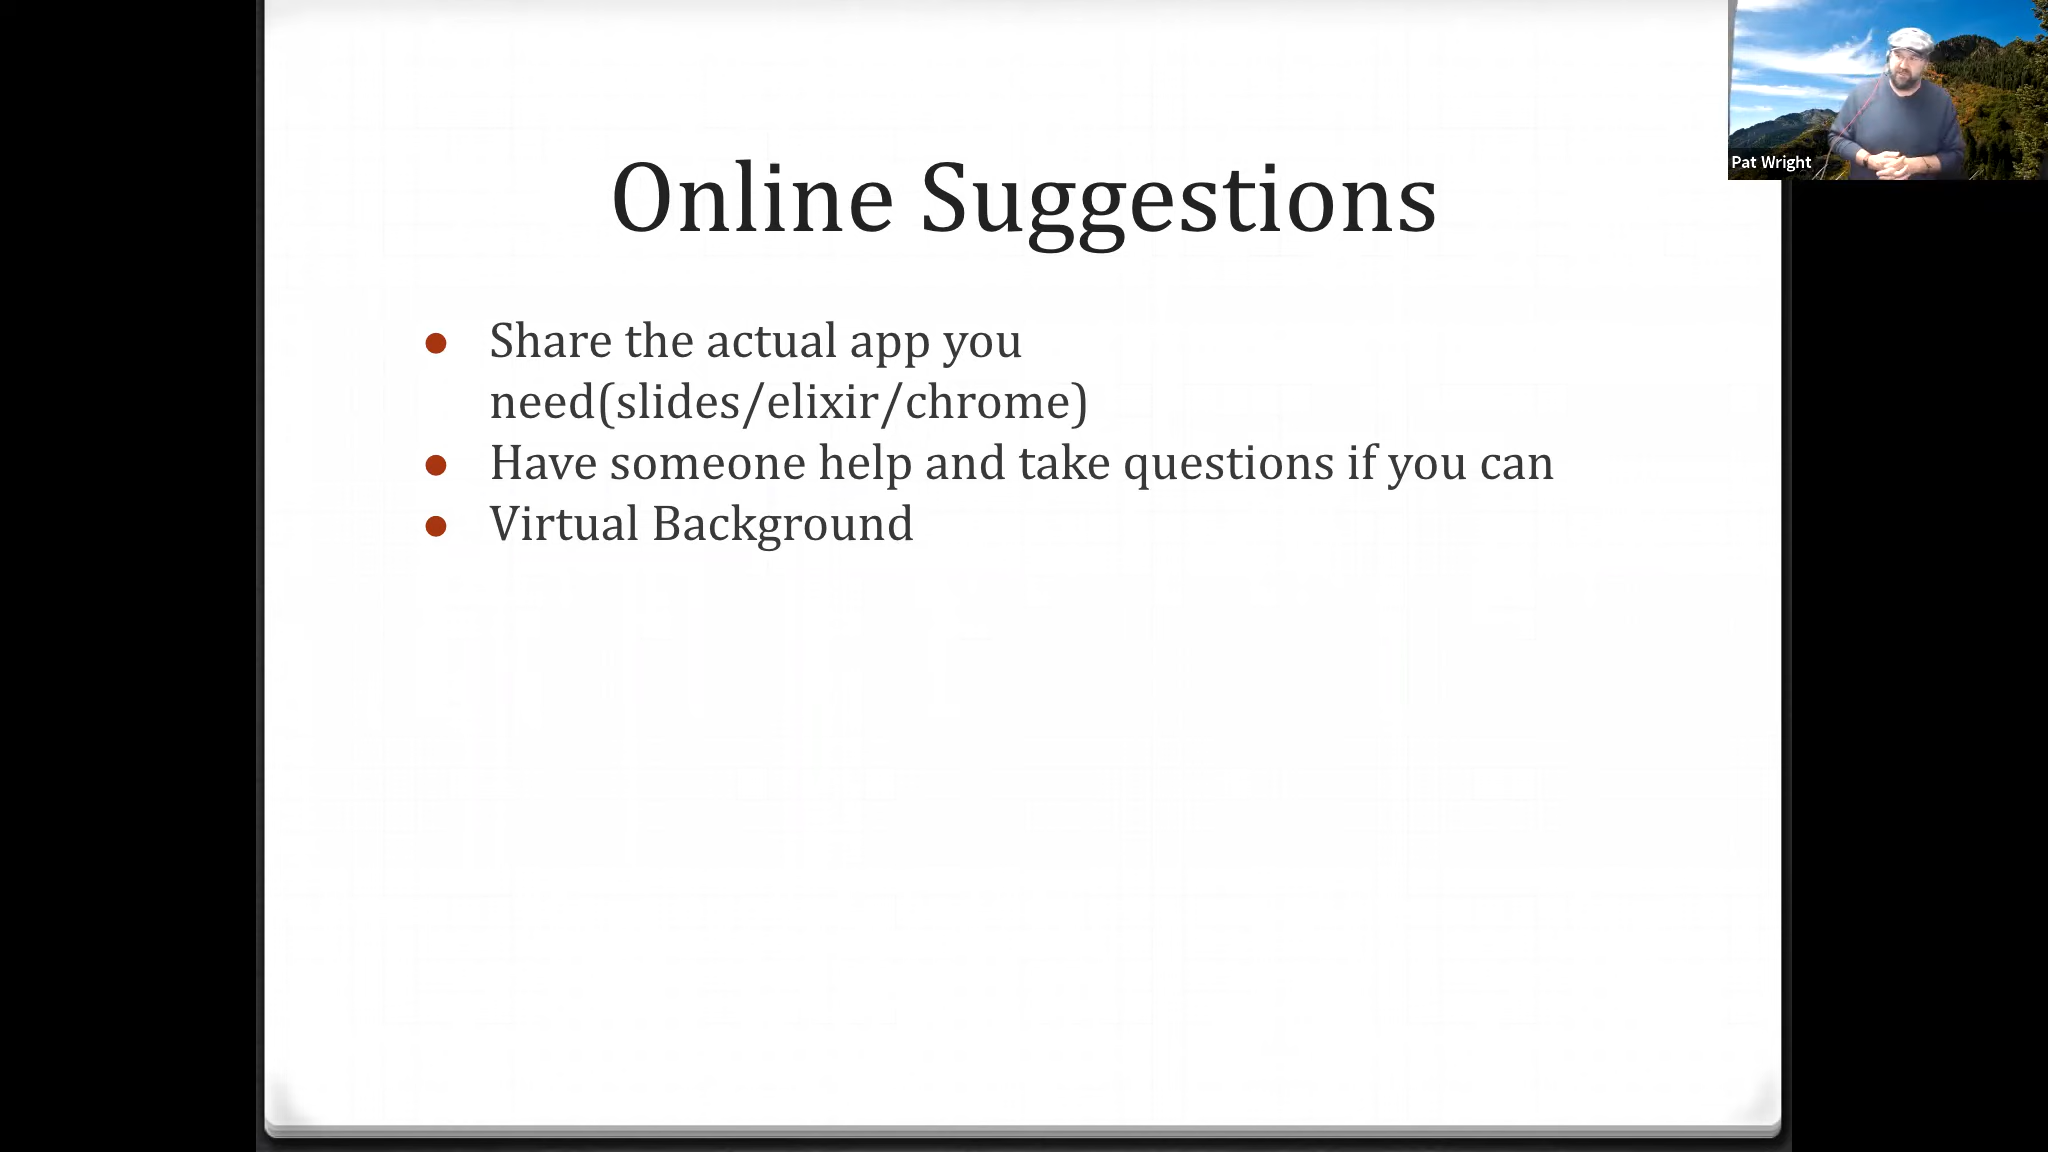 Online Suggestions
● Share the actual app you
need(slides/elixir/chrome)
● Have someone help and take questions if you can
● Virtual Background
Pat Wright